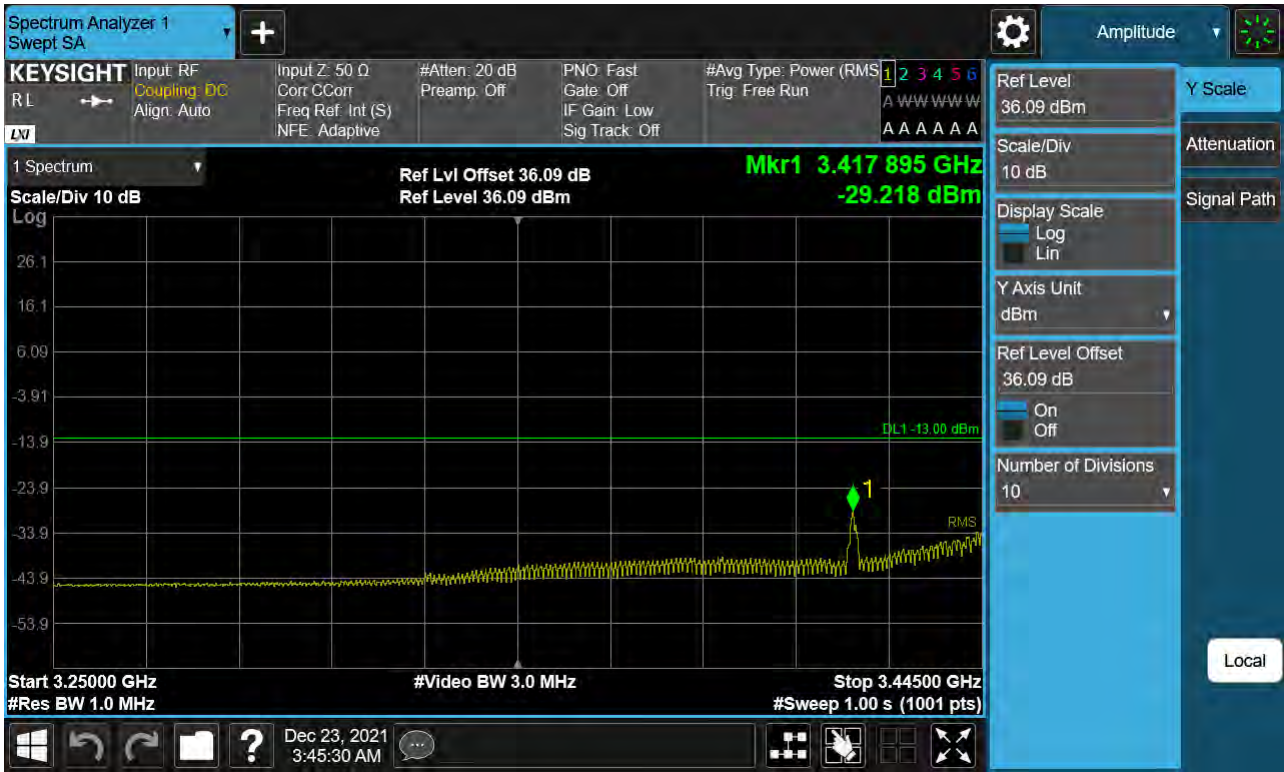 Spectrum Analyzer 1
Swept SA
Amplitude
KEYSIGHT
RL
LXI
Input: RF
Coupling: DC
Align: Auto
Input Z: 50 Ω
Corr CCorr
Freq Ref: Int (S)
NFE: Adaptive
#Atten: 20 dB
Preamp: Off
PNO: Fast
Gate: Off
IF Gain: Low
Sig Track: Off
#Avg Type: Power (RMS
Trig: Free Run
1 2 3 4 5 6
A W W W W W
A A A A A A
1 Spectrum
Scale/Div 10 dB
Log
Ref Lvl Offset 36.09 dB
Ref Level 36.09 dBm
Mkr1 3.417 895 GHz
-29.218 dBm
26.1
16.1
6.09
-3.91
-13.9
-23.9
-33.9
-43.9
-53.9
DL1 -13.00 dBm
1
RMS
Start 3.25000 GHz
#Res BW 1.0 MHz
#Video BW 3.0 MHz
Stop 3.44500 GHz
#Sweep 1.00 s (1001 pts)
Ref Level
36.09 dBm
Scale/Div
10 dB
Display Scale
Log
Lin
Y Axis Unit
dBm
Ref Level Offset
36.09 dB
On
Off
Number of Divisions
10
Y Scale
Attenuation
Signal Path
Local
?
Dec 23, 2021
3:45:30 AM